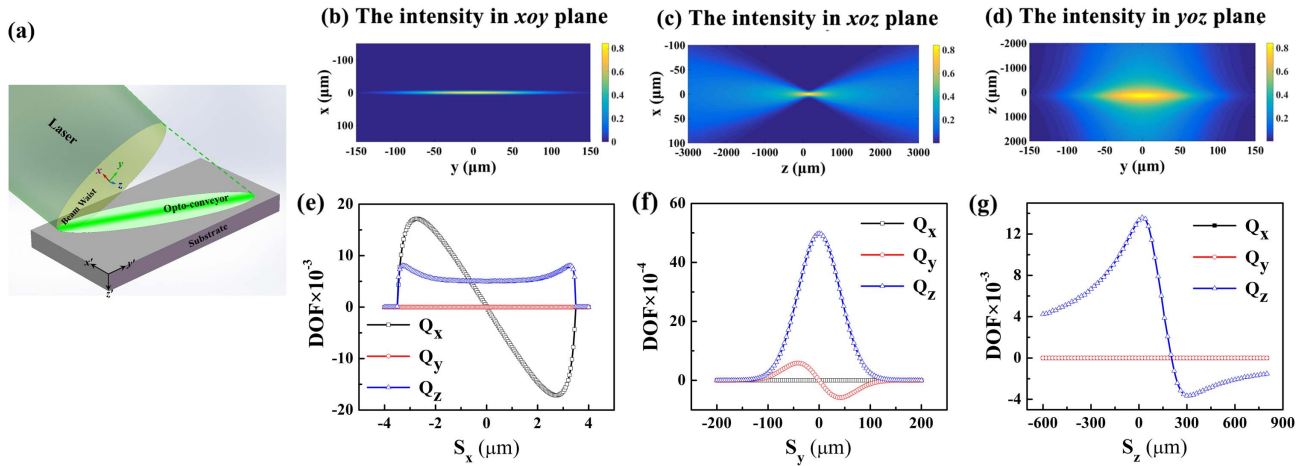 (a)
Laser
x
y
z
Beam Waist
Opto-conveyor
Substrate
x'
y'
z'
(b) The intensity in xoy plane
x (μm)
-150
0
150
-150 -100 -50 0 50 100 150
y (μm)
0.8
0.6
0.4
0.2
0
(c) The intensity in xoz plane
x (μm)
-100
-50
0
50
100
-3000 -2000 -1000 0 1000 2000 3000
z (μm)
0.8
0.6
0.4
0.2
(d) The intensity in yoz plane
z (μm)
-2000
-1000
0
1000
2000
-150 -100 -50 0 50 100 150
y (μm)
0.8
0.6
0.4
0.2
(e)
DOF×10-3
20
10
0
-10
-20
Qx
Qy
Qz
-4 -2 0 2 4
Sx (μm)
(f)
DOF×10-4
60
40
20
0
Qx
Qy
Qz
-200 -100 0 100 200
Sy (μm)
(g)
DOF×10-3
12
8
4
0
-4
Qx
Qy
Qz
-600 -300 0 300 600 900
Sz (μm)